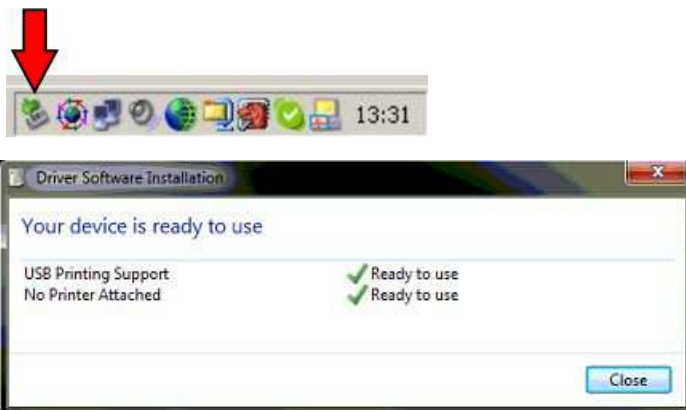 13:31
Driver Software Installation
Your device is ready to use
USB Printing Support Ready to use
No Printer Attached Ready to use
Close